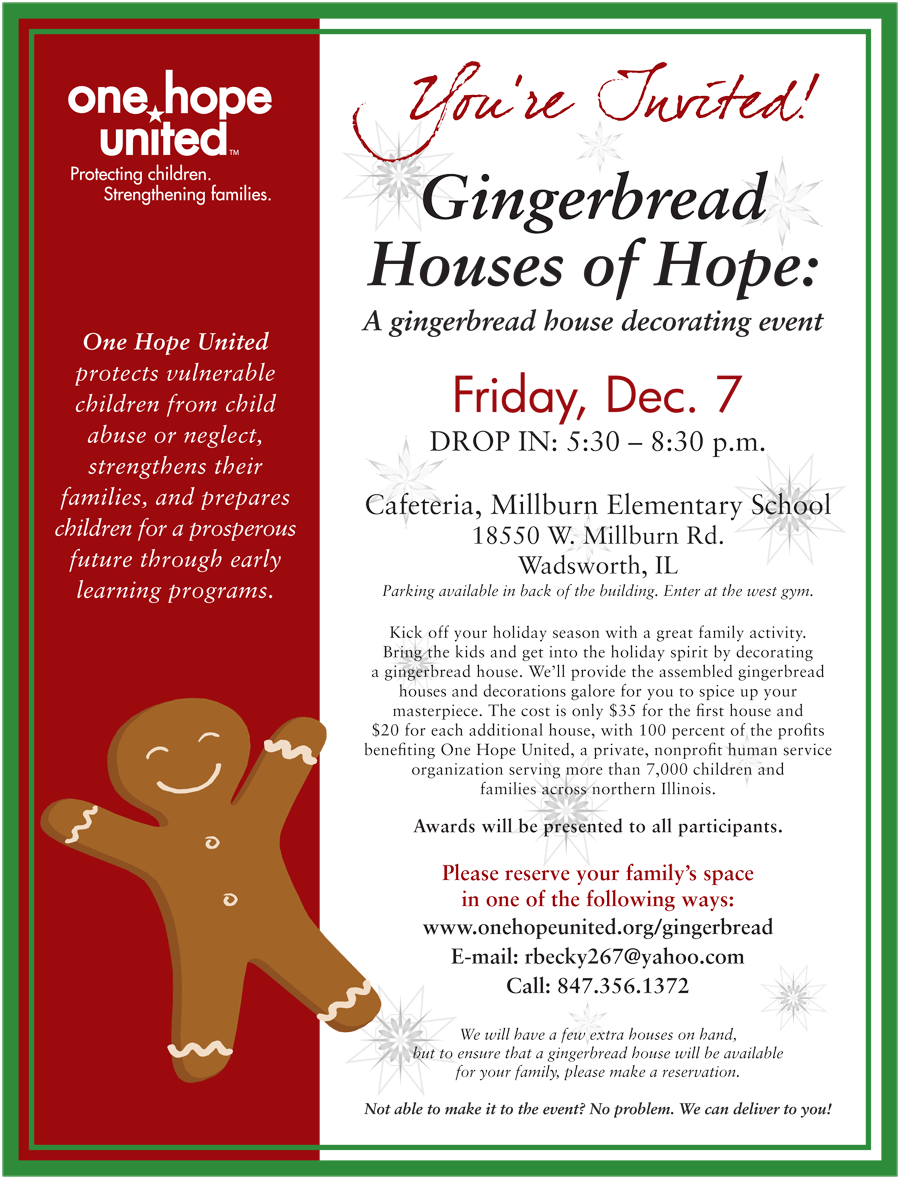 one hope
united™
Protecting children.
Strengthening families.
One Hope United
protects vulnerable
children from child
abuse or neglect,
strengthens their
families, and prepares
children for a prosperous
future through early
learning programs.
You're Invited!
Gingerbread
Houses of Hope:
A gingerbread house decorating event
Friday, Dec. 7
DROP IN: 5:30 – 8:30 p.m.
Cafeteria, Millburn Elementary School
18550 W. Millburn Rd.
Wadsworth, IL
Parking available in back of the building. Enter at the west gym.
Kick off your holiday season with a great family activity.
Bring the kids and get into the holiday spirit by decorating
a gingerbread house. We’ll provide the assembled gingerbread
houses and decorations galore for you to spice up your
masterpiece. The cost is only $35 for the first house and
$20 for each additional house, with 100 percent of the profits
benefiting One Hope United, a private, nonprofit human service
organization serving more than 7,000 children and
families across northern Illinois.
Awards will be presented to all participants.
Please reserve your family’s space
in one of the following ways:
www.onehopeunited.org/gingerbread
E-mail: rbecky267@yahoo.com
Call: 847.356.1372
We will have a few extra houses on hand,
but to ensure that a gingerbread house will be available
for your family, please make a reservation.
Not able to make it to the event? No problem. We can deliver to you!